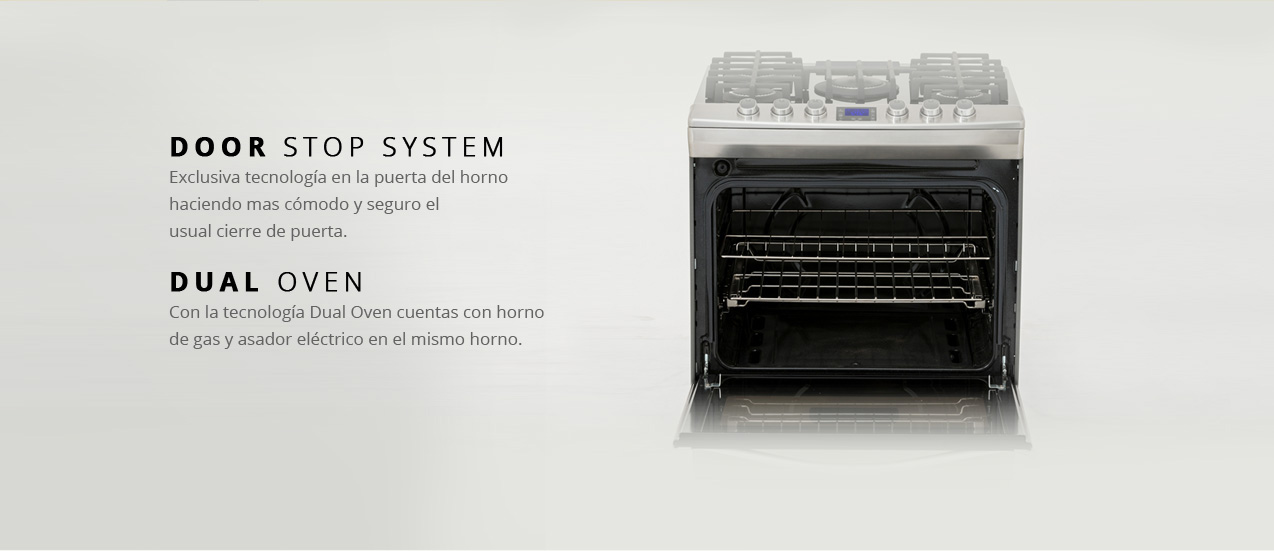 DOOR STOP SYSTEM
Exclusiva tecnología en la puerta del horno
haciendo mas cómodo y seguro el
usual cierre de puerta.
DUAL OVEN
Con la tecnología Dual Oven cuentas con horno
de gas y asador eléctrico en el mismo horno.